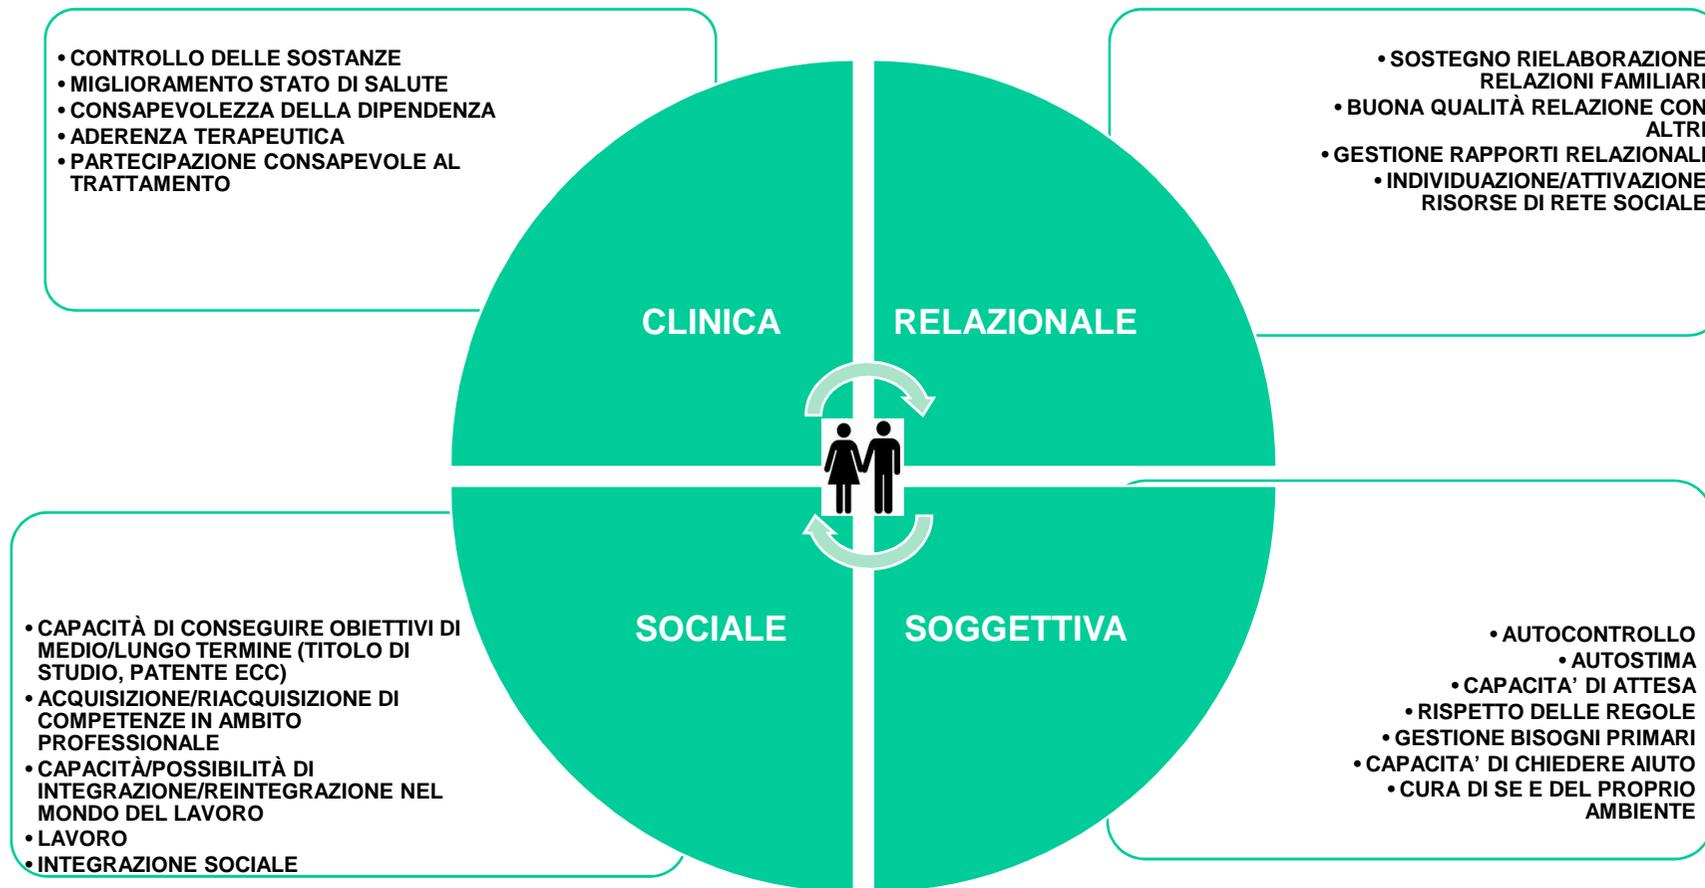 • CONTROLLO DELLE SOSTANZE
• MIGLIORAMENTO STATO DI SALUTE
• CONSAPEVOLEZZA DELLA DIPENDENZA
• ADERENZA TERAPEUTICA
• PARTECIPAZIONE CONSAPEVOLE AL
TRATTAMENTO
• SOSTEGNO RIELABORAZIONE
RELAZIONI FAMILIARI
• BUONA QUALITÀ RELAZIONE CON
ALTRI
• GESTIONE RAPPORTI RELAZIONALI
• INDIVIDUAZIONE/ATTIVAZIONE
RISORSE DI RETE SOCIALE
CLINICA
RELAZIONALE
SOCIALE
SOGGETTIVA
• CAPACITÀ DI CONSEGUIRE OBIETTIVI DI
MEDIO/LUNGO TERMINE (TITOLO DI
STUDIO, PATENTE ECC)
• ACQUISIZIONE/RIACQUISIZIONE DI
COMPETENZE IN AMBITO
PROFESSIONALE
• CAPACITÀ/POSSIBILITÀ DI
INTEGRAZIONE/REINTEGRAZIONE NEL
MONDO DEL LAVORO
• LAVORO
• INTEGRAZIONE SOCIALE
• AUTOCONTROLLO
• AUTOSTIMA
• CAPACITA’ DI ATTESA
• RISPETTO DELLE REGOLE
• GESTIONE BISOGNI PRIMARI
• CAPACITA’ DI CHIEDERE AIUTO
• CURA DI SE E DEL PROPRIO
AMBIENTE